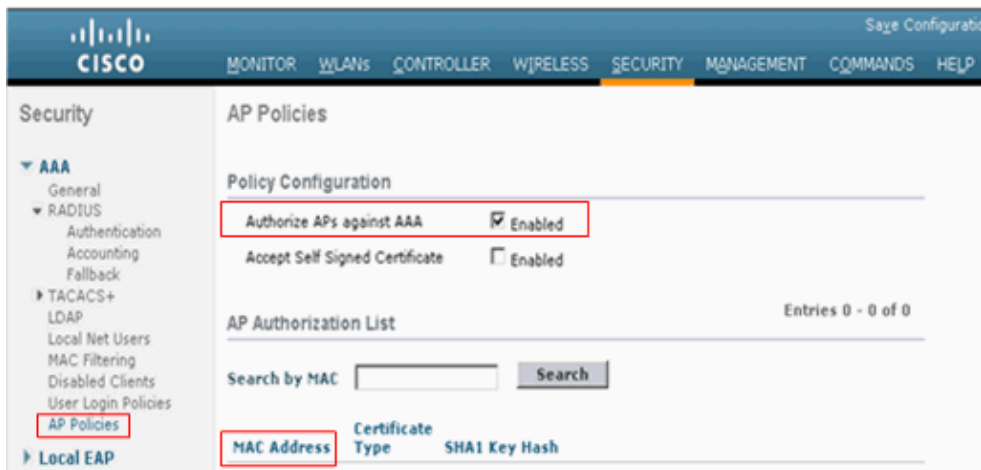 Save Configuratio
CISCO
MONITOR WLANs CONTROLLER WIRELESS SECURITY MANAGEMENT COMMANDS HELP
Security
AAA
General
RADIUS
Authentication
Accounting
Fallback
TACACS+
LDAP
Local Net Users
MAC Filtering
Disabled Clients
User Login Policies
AP Policies
Local EAP
AP Policies
Policy Configuration
Authorize APs against AAA Enabled
Accept Self Signed Certificate Enabled
AP Authorization List
Entries 0 - 0 of 0
Search by MAC Search
MAC Address Certificate Type SHA1 Key Hash